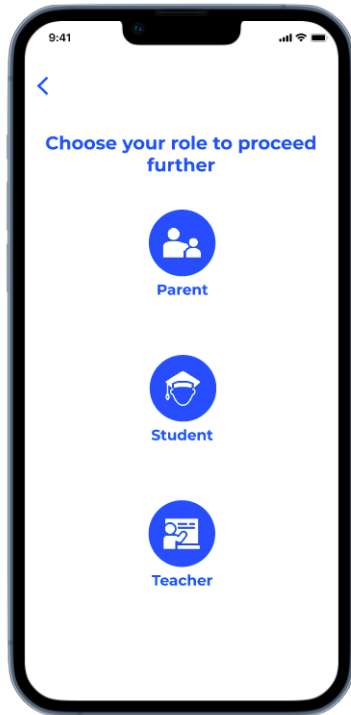 9:41
Choose your role to proceed
further
Parent
Student
Teacher